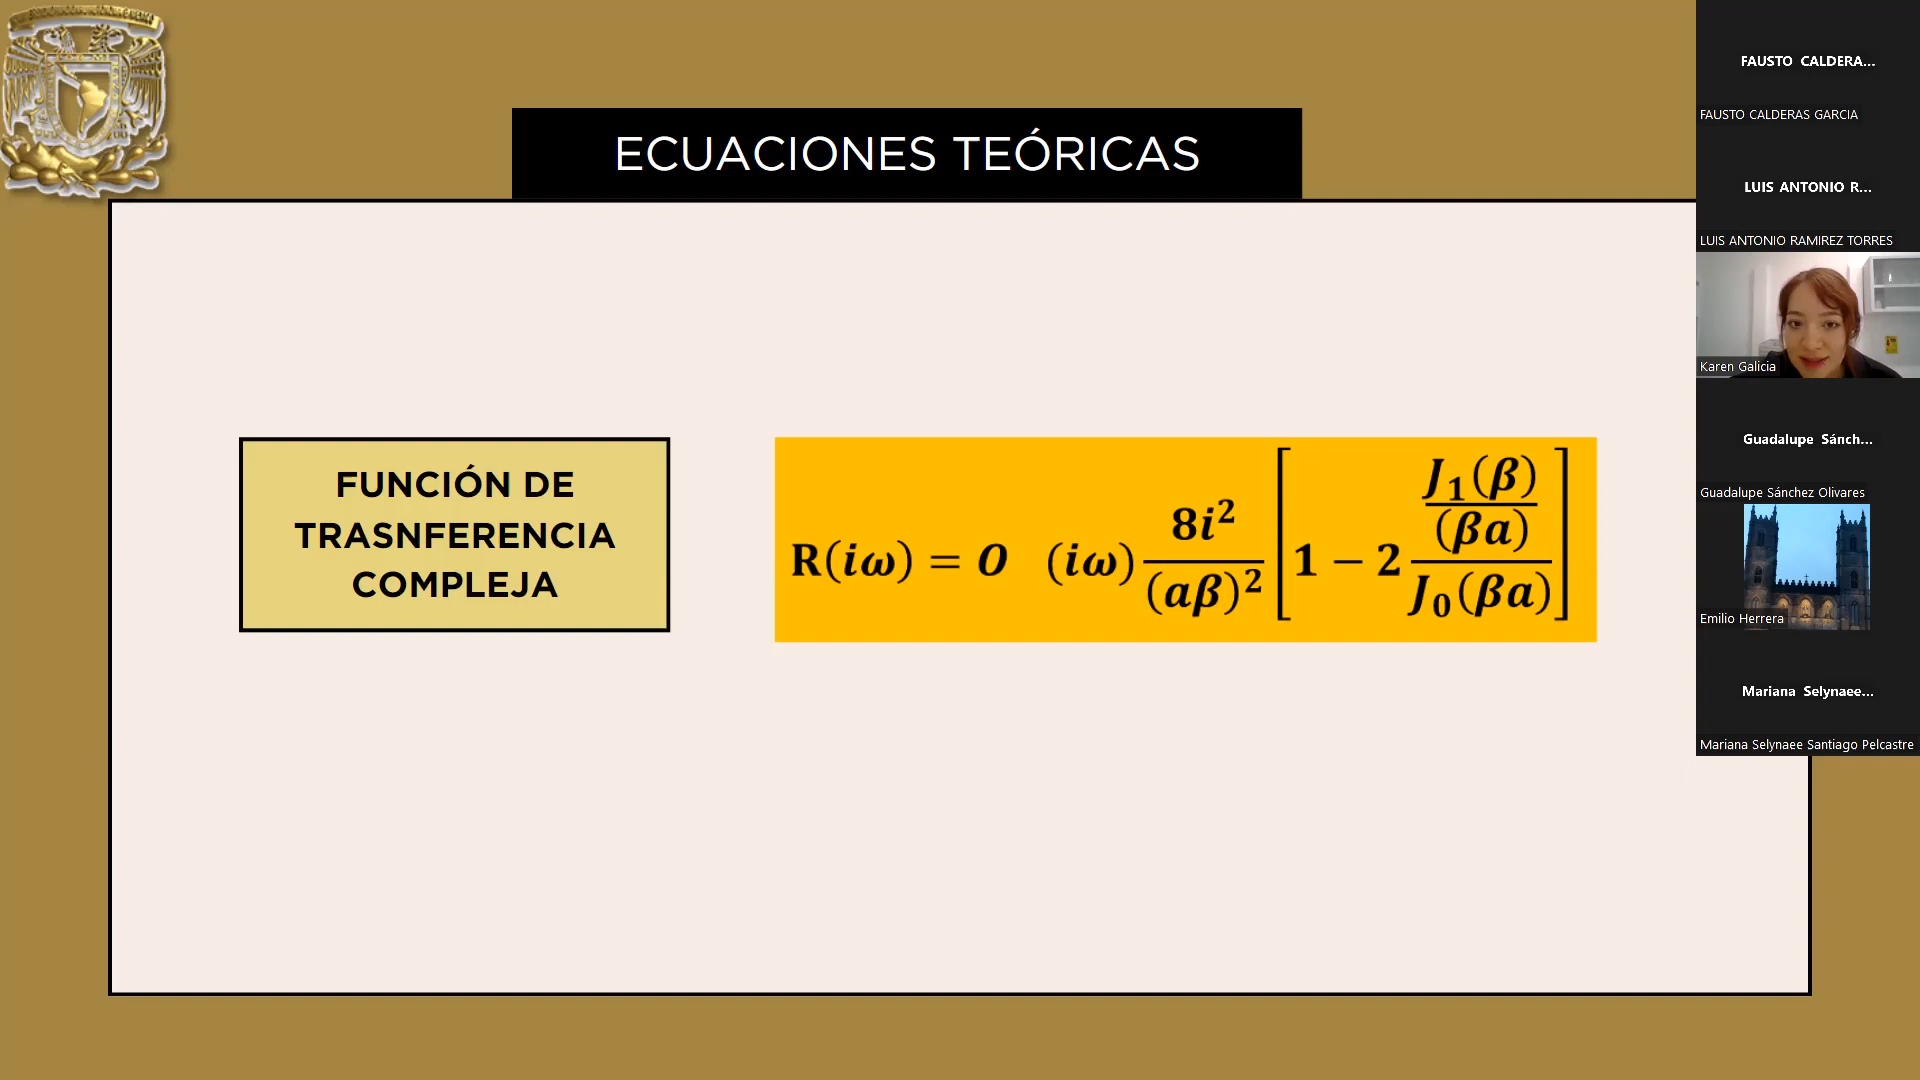 ECUACIONES TEÓRICAS
FUNCIÓN DE
TRASNFERENCIA
COMPLEJA
R(iω) = O (iω) 8i² / (aβ)² [1 − 2 (J₁(β) / (βa)) / J₀(βa)]
FAUSTO CALDERA...
FAUSTO CALDERAS GARCIA
LUIS ANTONIO R...
LUIS ANTONIO RAMIREZ TORRES
Karen Galicia
Guadalupe Sánch...
Guadalupe Sánchez Olivares
Emilio Herrera
Mariana Selynaee...
Mariana Selynaee Santiago Pelcastre